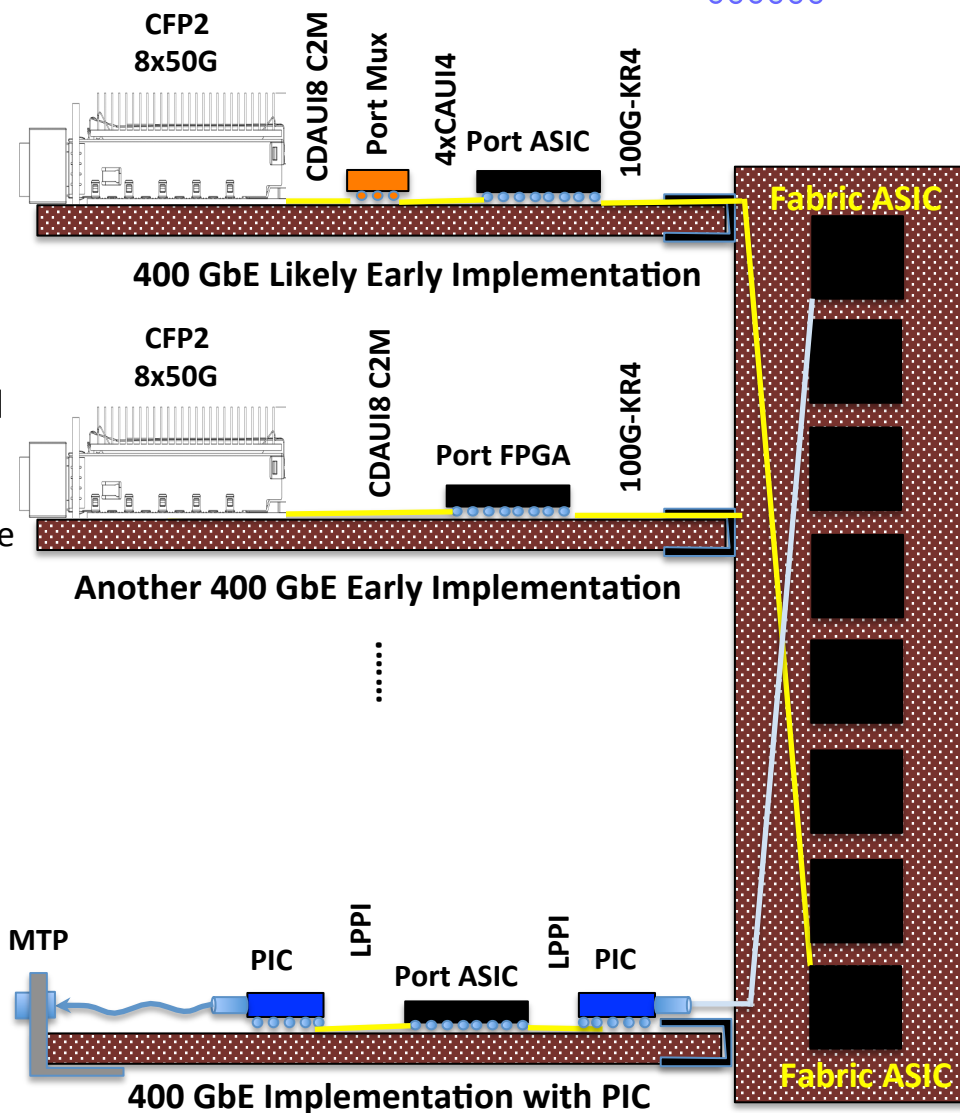 CFP2
8x50G
CDAUI8 C2M
Port Mux
4xCAUI4
Port ASIC
100G-KR4
Fabric ASIC
400 GbE Likely Early Implementation
CFP2
8x50G
CDAUI8 C2M
Port FPGA
100G-KR4
e
Another 400 GbE Early Implementation
.......
MTP
PIC
LPPI
Port ASIC
LPPI
PIC
Fabric ASIC
400 GbE Implementation with PIC